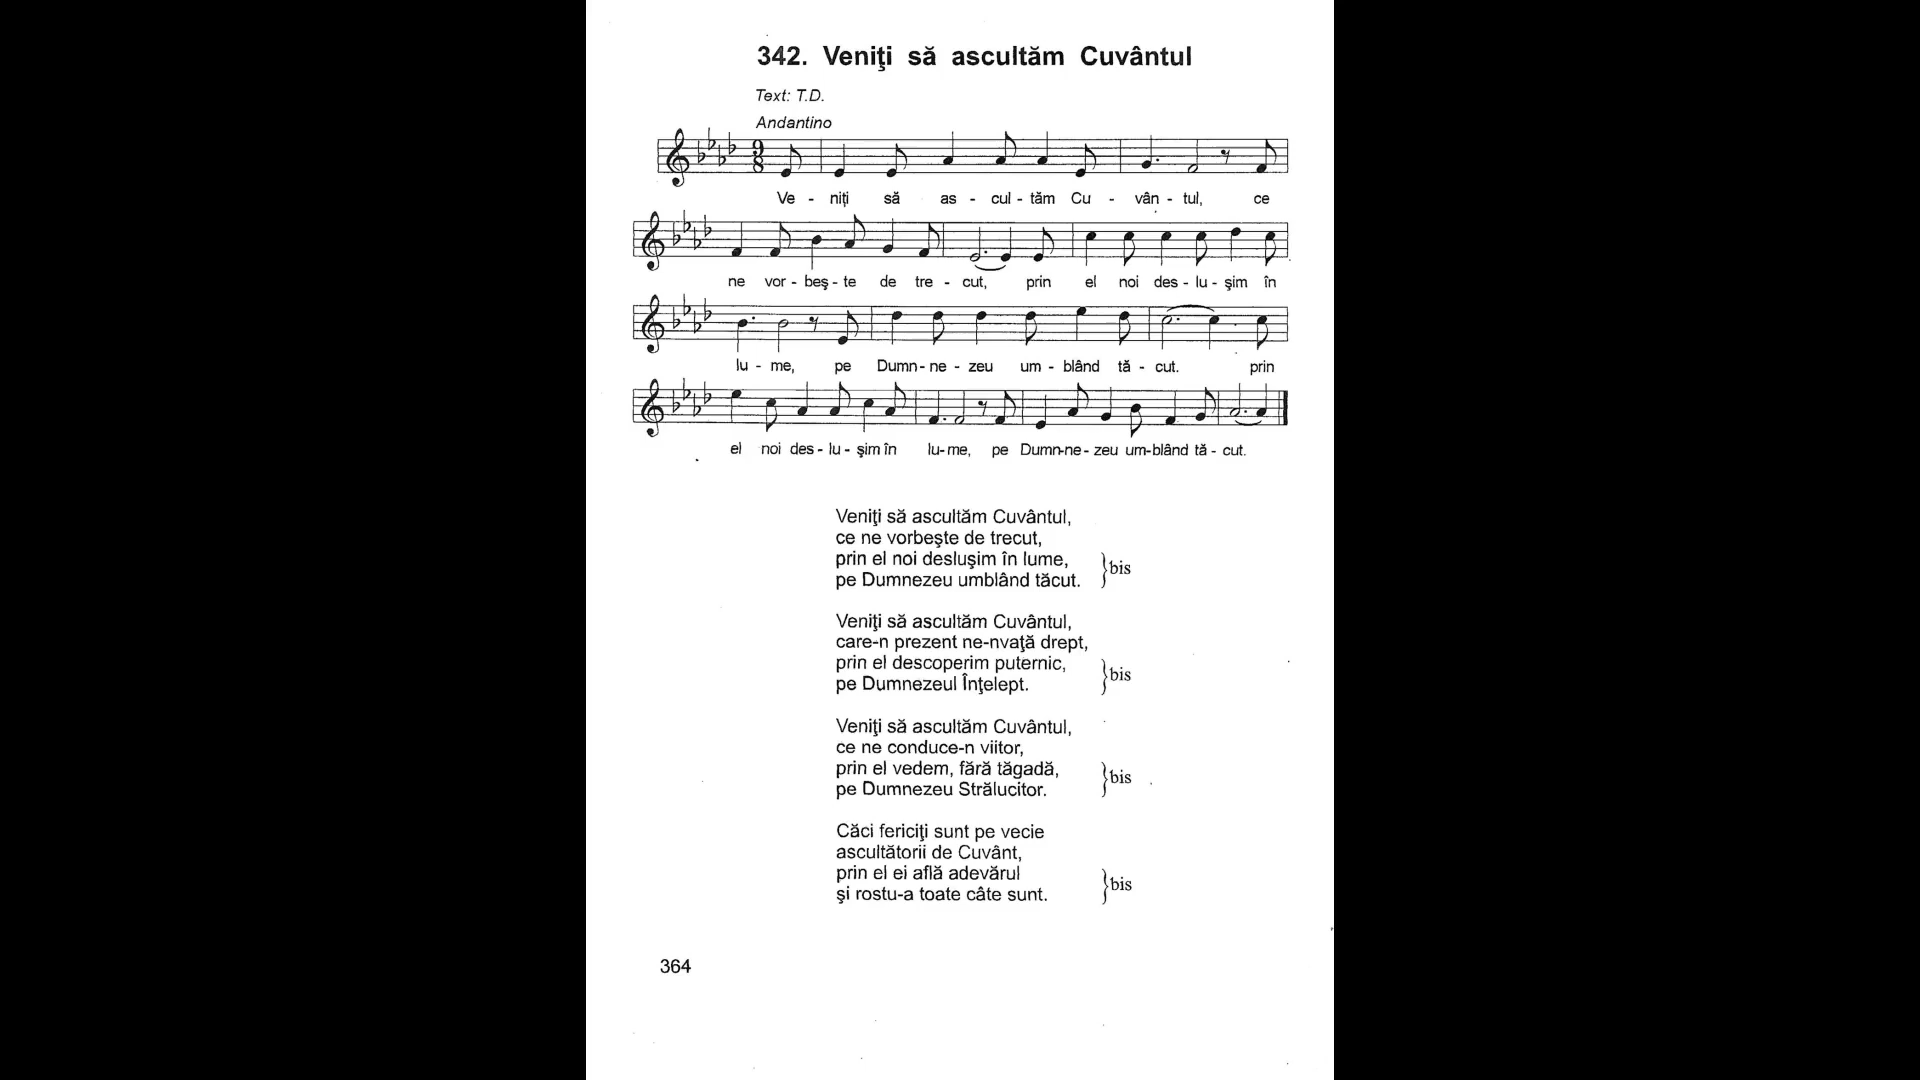 342. Veniţi să ascultăm Cuvântul
Text: T.D.
Andantino
9
8
Ve - niţi să as - cul - tăm Cu - vân - tul, ce
ne vor - beş - te de tre - cut, prin el noi des - lu - şim în
lu - me, pe Dumn - ne - zeu um - blând tă - cut. prin
el noi des - lu - şim în lu-me, pe Dumn-ne - zeu um-blând tă - cut.
Veniţi să ascultăm Cuvântul,
ce ne vorbeşte de trecut,
prin el noi desluşim în lume,
pe Dumnezeu umblând tăcut.
bis
Veniţi să ascultăm Cuvântul,
care-n prezent ne-nvaţă drept,
prin el descoperim puternic,
pe Dumnezeul Înţelept.
bis
Veniţi să ascultăm Cuvântul,
ce ne conduce-n viitor,
prin el vedem, fără tăgadă,
pe Dumnezeu Strălucitor.
bis
Căci fericiţi sunt pe vecie
ascultătorii de Cuvânt,
prin el ei află adevărul
şi rostu-a toate câte sunt.
bis
364